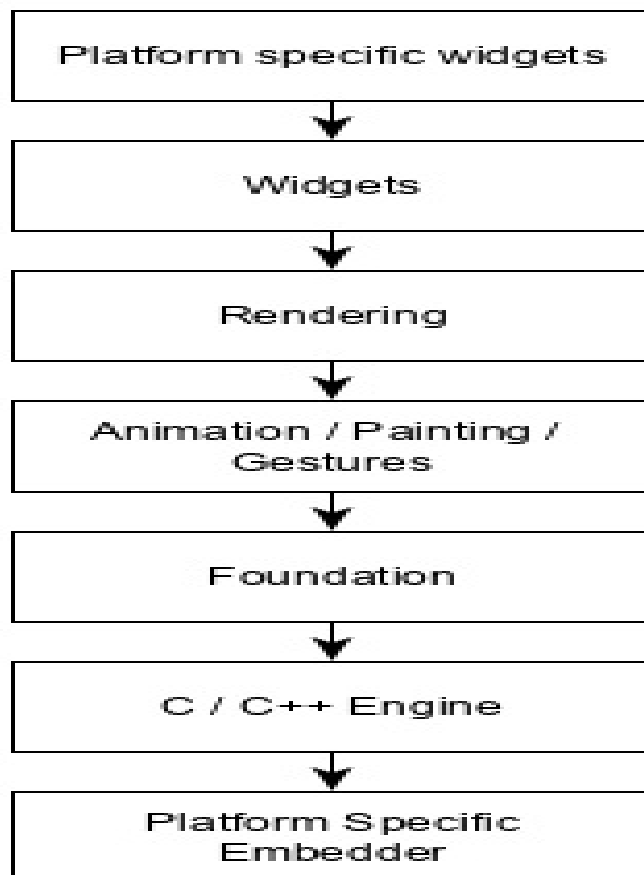 Platform specific widgets
Widgets
Rendering
Animation / Painting /
Gestures
Foundation
C / C++ Engine
Platform Specific
Embedder